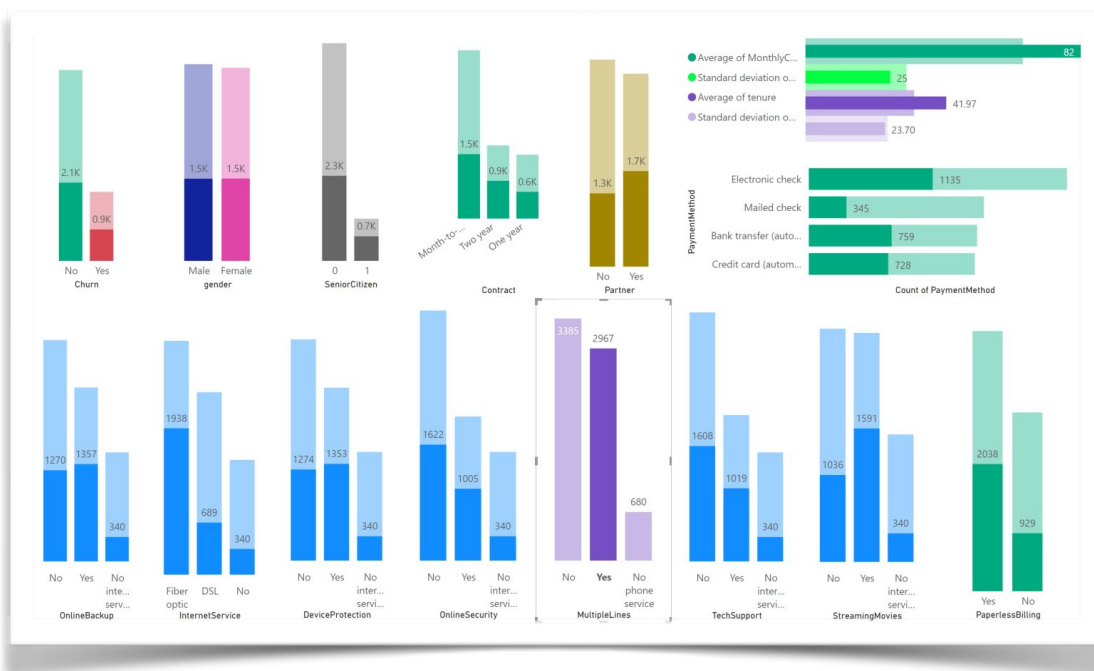 Average of MonthlyC...
Standard deviation o...
Average of tenure
Standard deviation o...
82
25
41.97
23.70
2.1K
0.9K
No
Yes
Churn
1.5K
1.5K
Male
Female
gender
2.3K
0.7K
0
1
SeniorCitizen
1.5K
0.9K
0.6K
Month-to-...
Two year
One year
Contract
1.3K
1.7K
No
Yes
Partner
PaymentMethod
Electronic check
1135
Mailed check
345
Bank transfer (auto...
759
Credit card (autom...
728
Count of PaymentMethod
1270
1357
340
No
Yes
No
inte...
servi...
OnlineBackup
1938
689
340
Fiber
optic
DSL
No
InternetService
1274
1353
340
No
Yes
No
inter...
servi...
DeviceProtection
1622
1005
340
No
Yes
No
inter...
servi...
OnlineSecurity
3385
2967
680
No
Yes
No
phone
service
MultipleLines
1608
1019
340
No
Yes
No
inter...
servi...
TechSupport
1036
1591
340
No
Yes
No
inter...
servi...
StreamingMovies
2038
929
Yes
No
PaperlessBilling